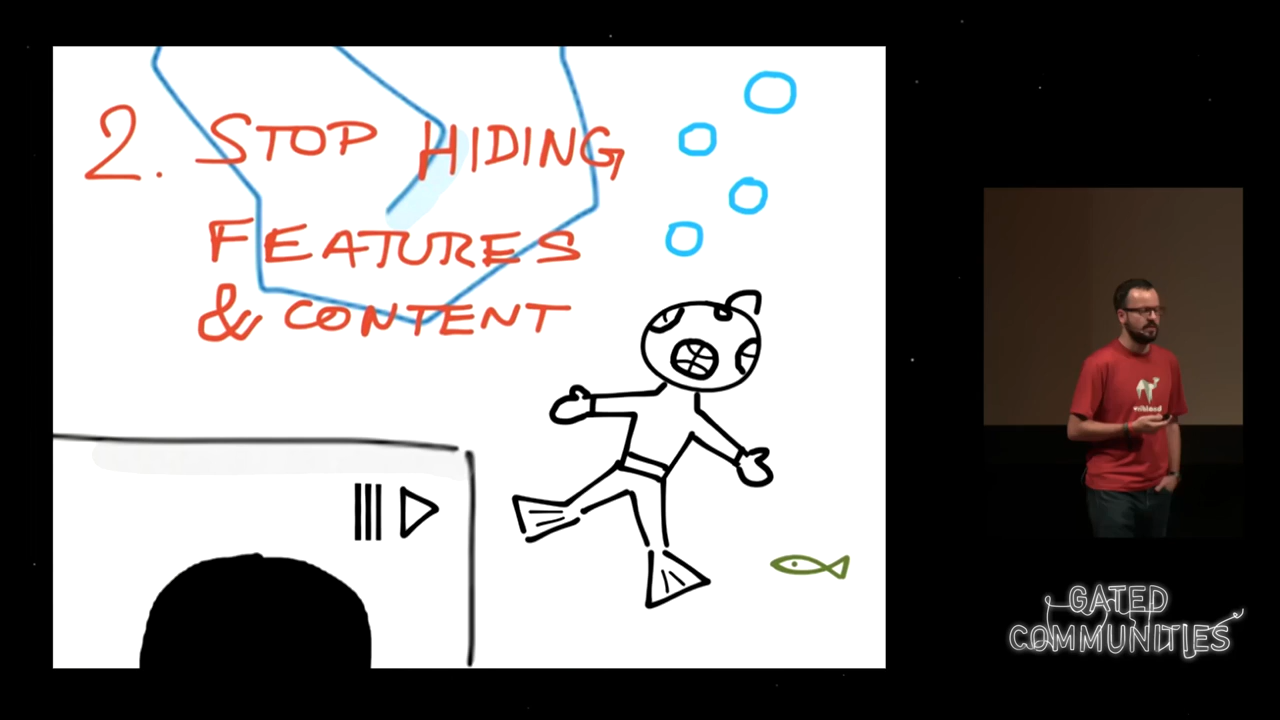 2. STOP HIDING
FEATURES
& CONTENT
GATED
COMMUNITIES